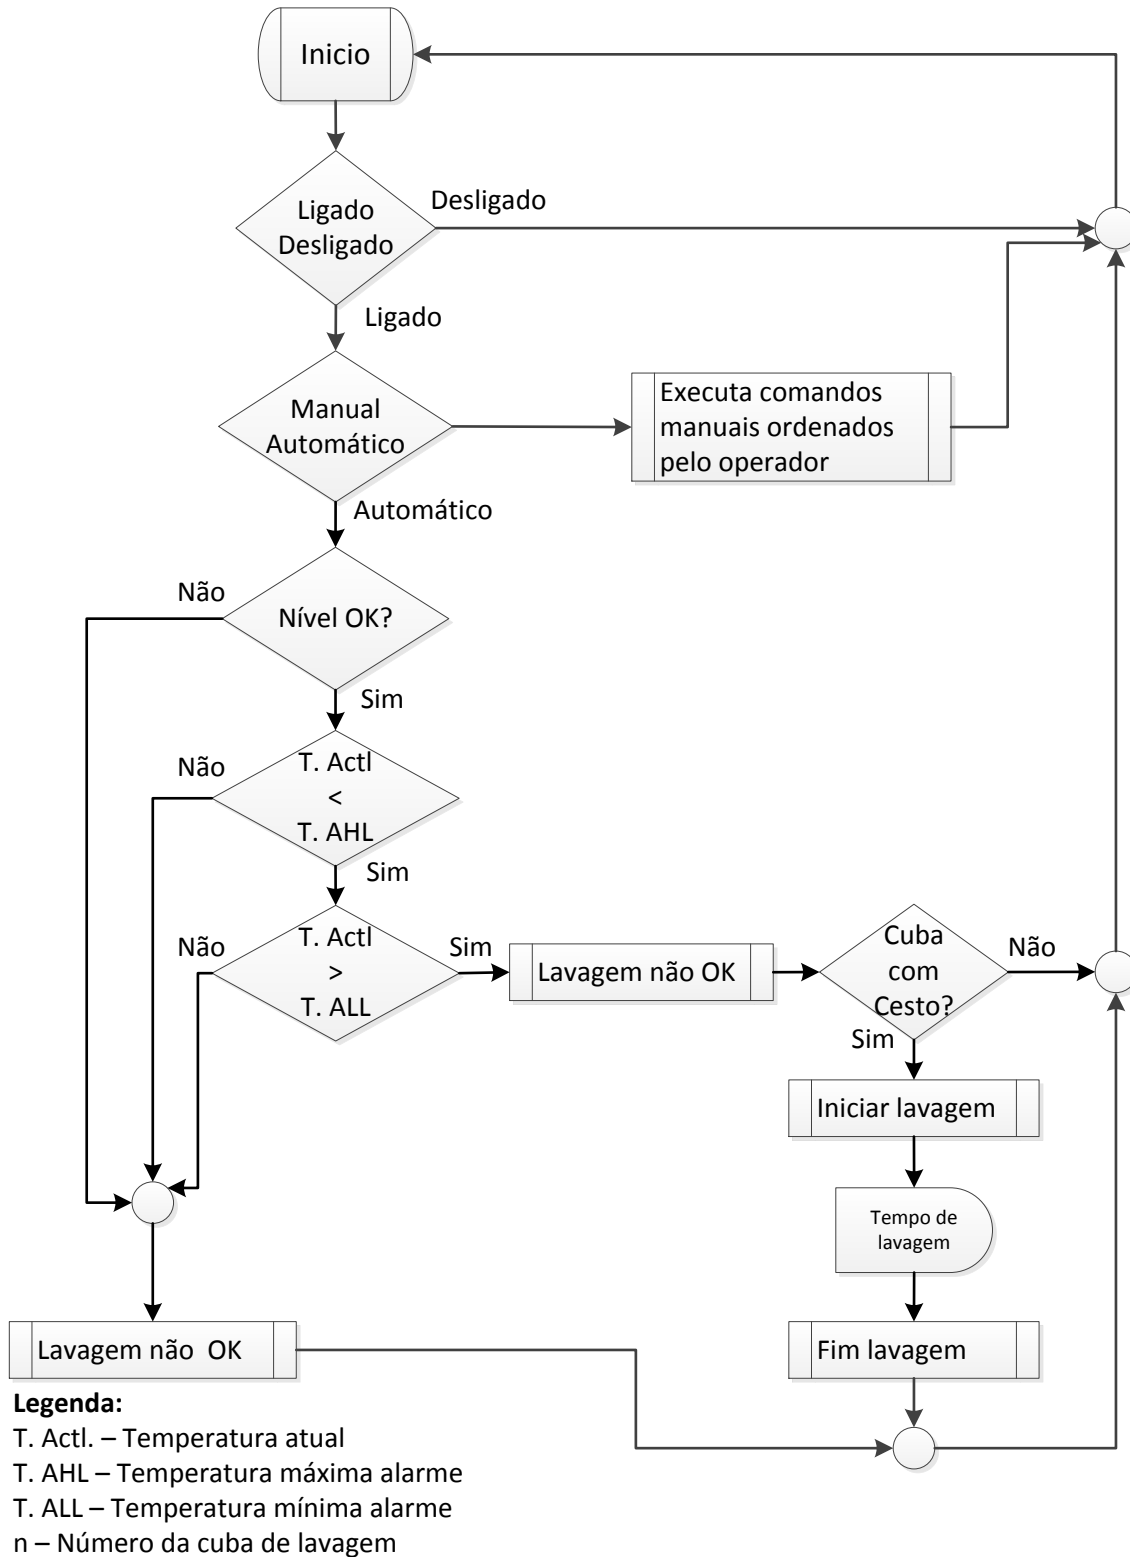 Inicio
Ligado
Desligado
Desligado
Ligado
Manual
Automático
Executa comandos
manuais ordenados
pelo operador
Automático
Não
Nível OK?
Sim
Não
T. Actl
<
T. AHL
Sim
Não
T. Actl
>
T. ALL
Sim
Lavagem não OK
Cuba
com
Cesto?
Não
Sim
Iniciar lavagem
Tempo de
lavagem
Fim lavagem
Lavagem não  OK
Legenda:
T. Actl. – Temperatura atual
T. AHL – Temperatura máxima alarme
T. ALL – Temperatura mínima alarme
n – Número da cuba de lavagem